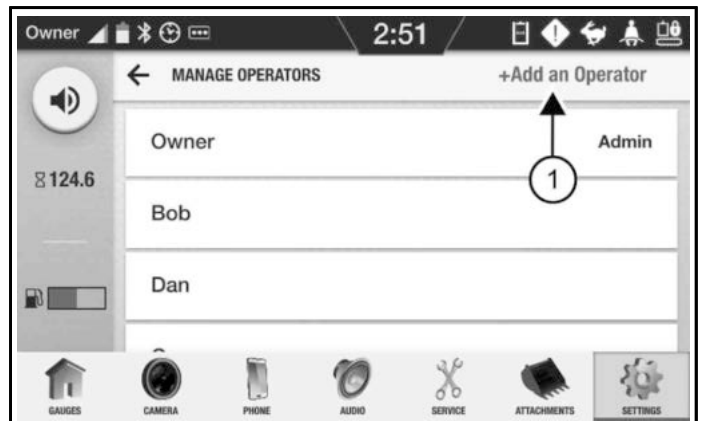 Owner 2:51
MANAGE OPERATORS +Add an Operator
Owner Admin
1
124.6
Bob
Dan
GAUGES CAMERA PHONE AUDIO SERVICE ATTACHMENTS SETTINGS